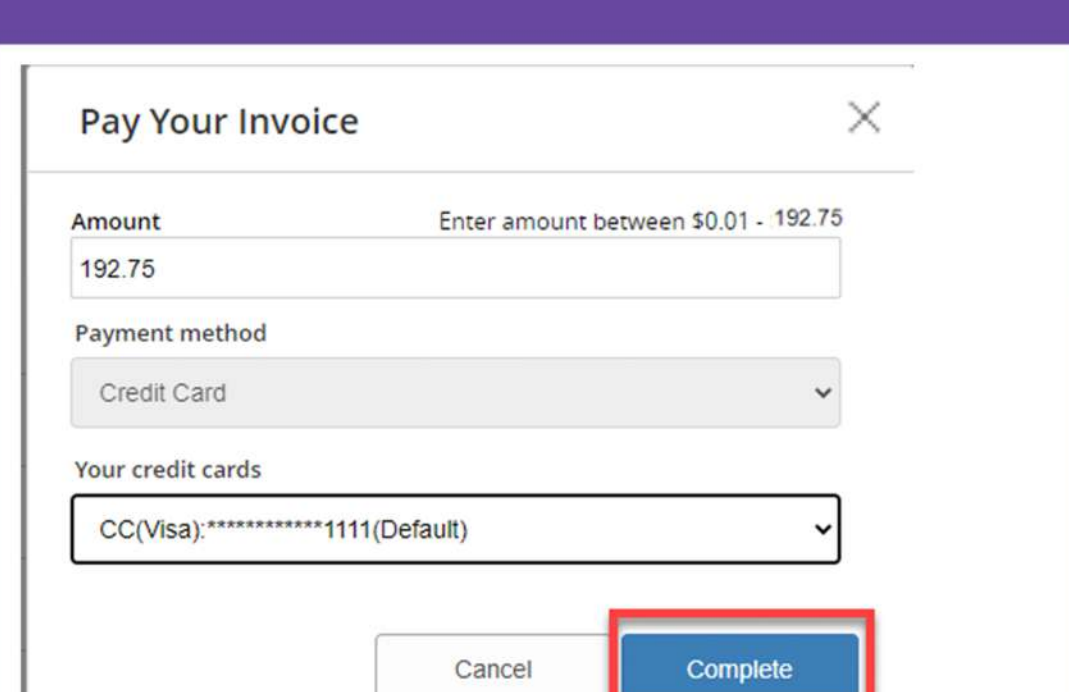 Pay Your Invoice
Amount Enter amount between $0.01 - 192.75
192.75
Payment method
Credit Card
Your credit cards
CC(Visa):************1111(Default)
Cancel Complete